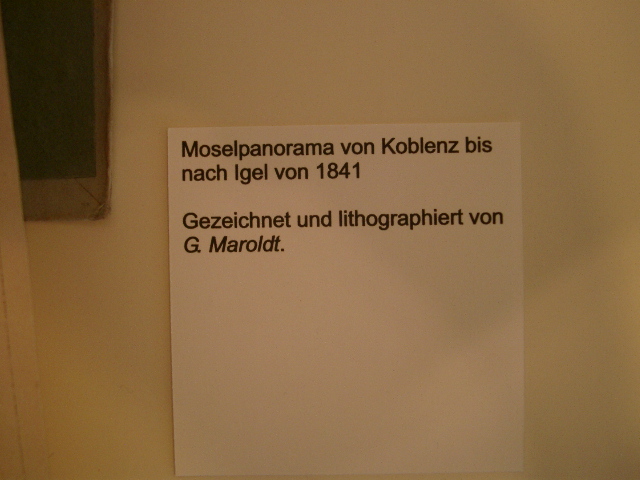 Moselpanorama von Koblenz bis
nach Igel von 1841
Gezeichnet und lithographiert von
G. Maroldt.